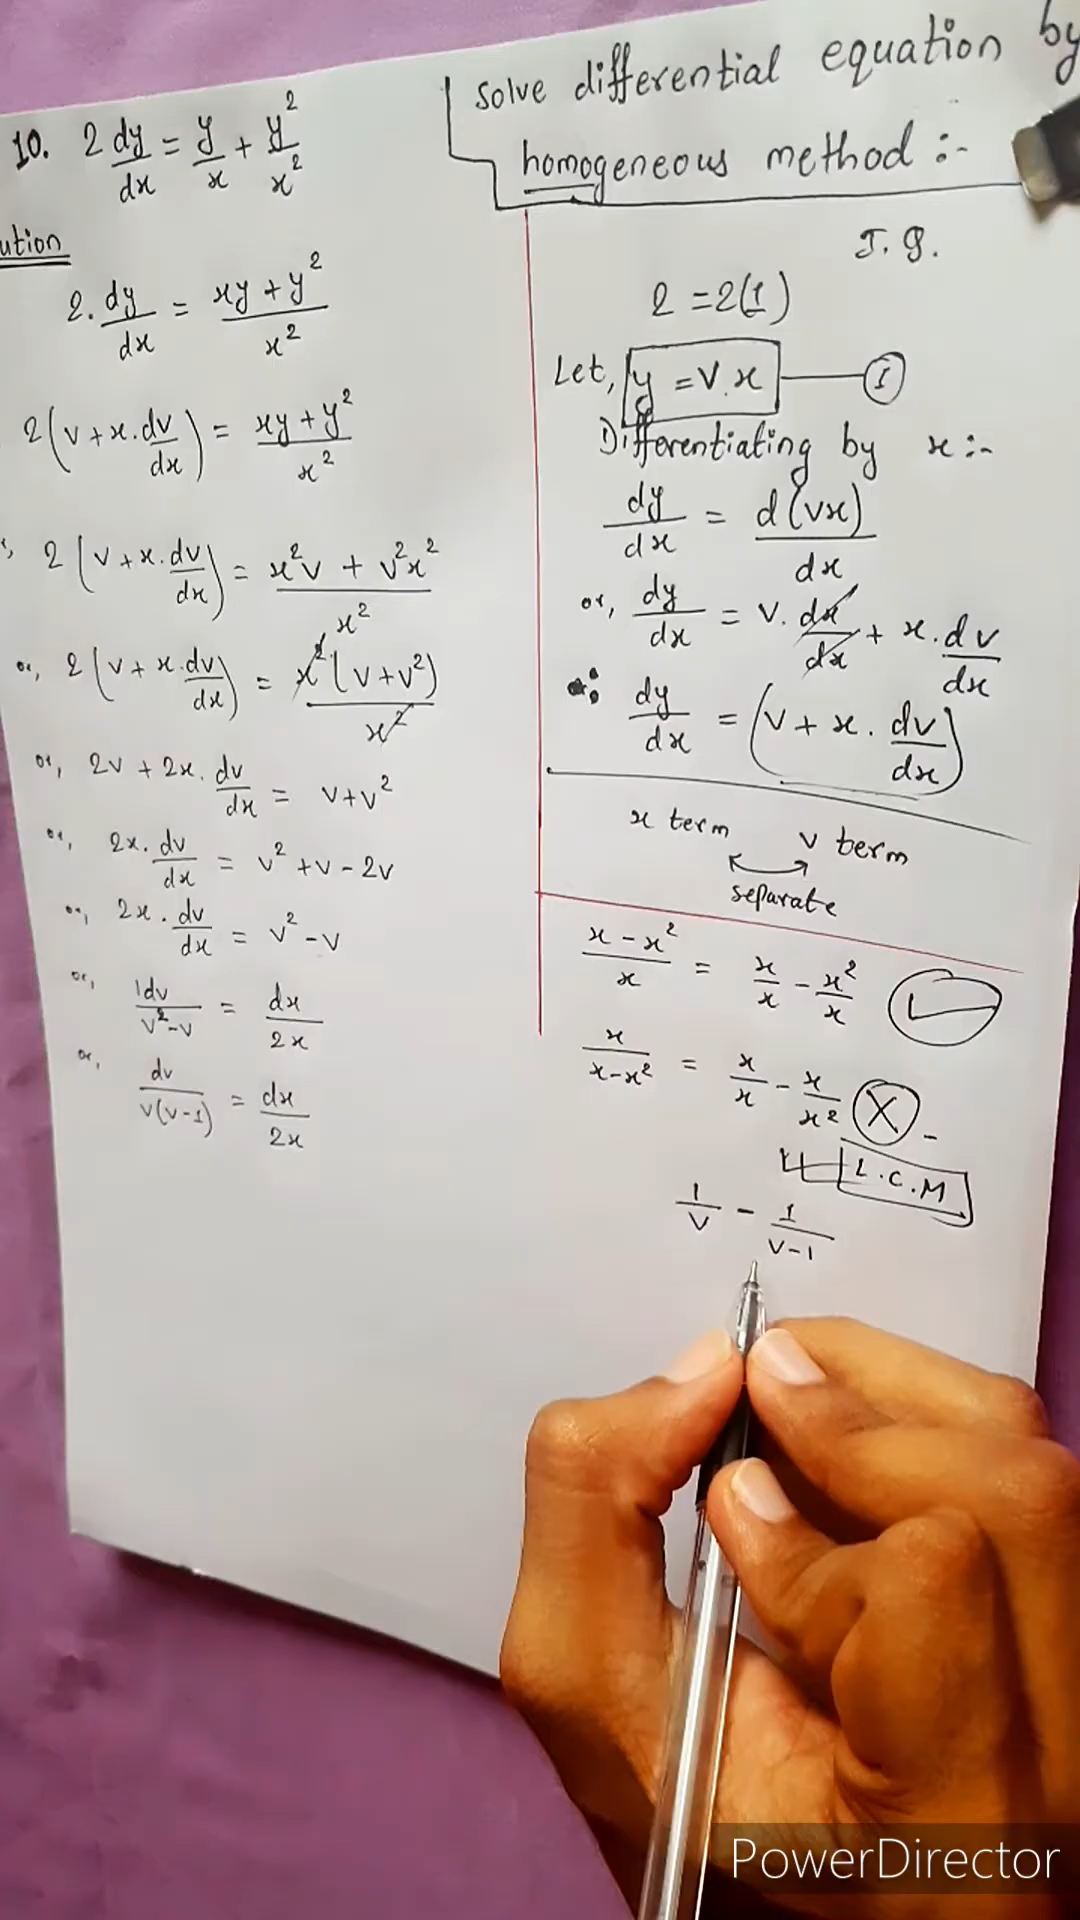 Solve differential equation by
homogeneous method :-
10. 2 dy/dx = y/x + y²/x²
ution
2. dy/dx = (xy + y²)/x²
2(v + x. dv/dx) = (xy + y²)/x²
2(v + x. dv/dx) = (x²v + v²x²)/x²
or, 2(v + x. dv/dx) = x²(v + v²)/x²
or, 2v + 2x. dv/dx = v + v²
or, 2x. dv/dx = v² + v - 2v
or, 2x. dv/dx = v² - v
or, 1dv/(v² - v) = dx/2x
or, dv/(v(v-1)) = dx/2x
2 = 2(1)
Let, y = v.x ——— (1)
Differentiating by x :-
dy/dx = d(vx)/dx
or, dy/dx = v. dx/dx + x. dv/dx
∴ dy/dx = (v + x. dv/dx)
x term v term
separate
(x - x²)/x = x/x - x²/x
x/(x - x²) = x/x - x/x² X
L.C.M
1/v - 1/(v-1)
PowerDirector